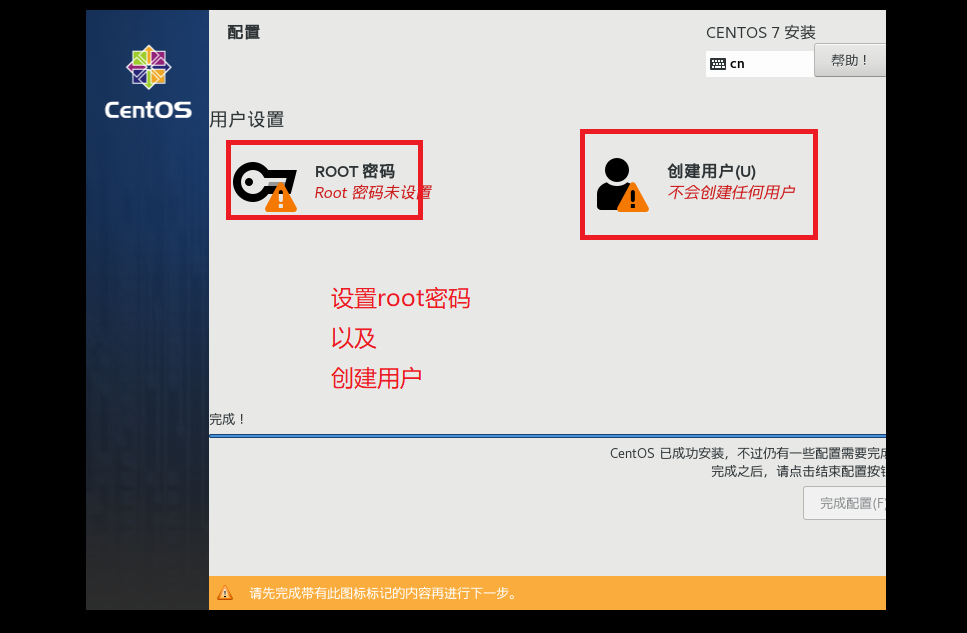 配置
CENTOS 7 安装
cn
帮助！
CentOS
用户设置
ROOT 密码
Root 密码未设置
创建用户(U)
不会创建任何用户
设置root密码
以及
创建用户
完成！
CentOS 已成功安装，不过仍有一些配置需要完
完成之后，请点击结束配置按
完成配置(F)
请先完成带有此图标标记的内容再进行下一步。